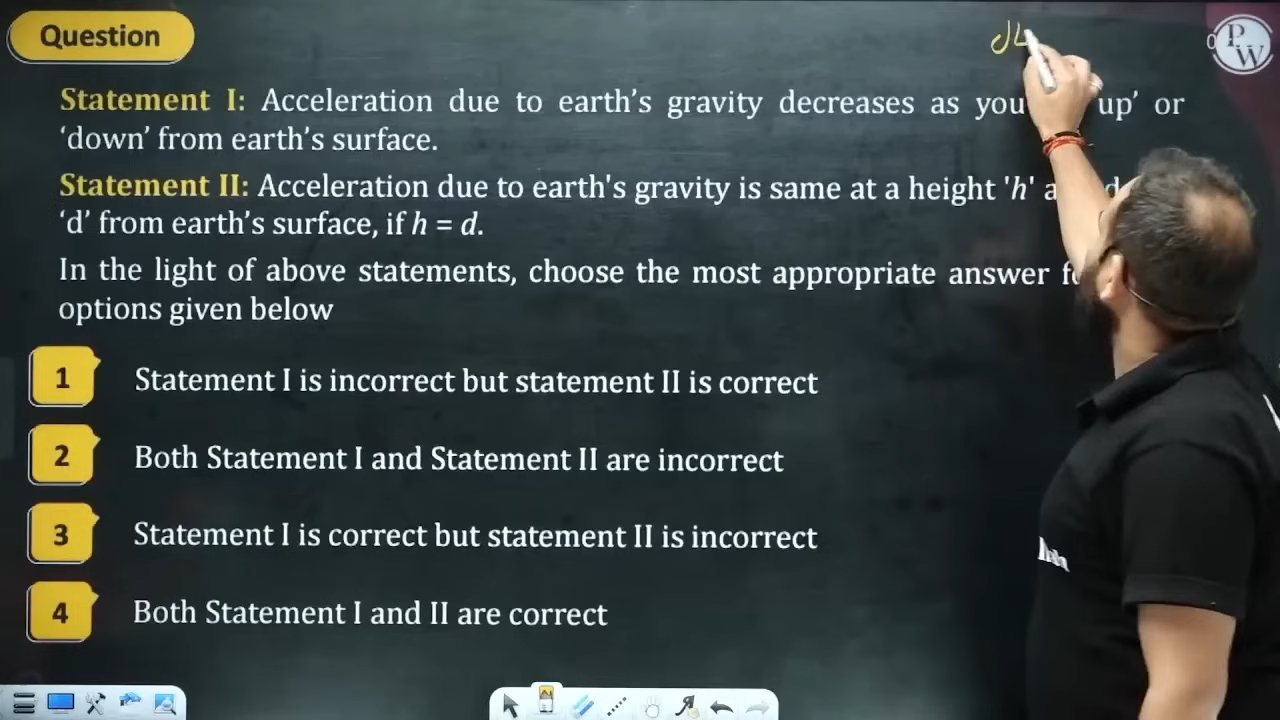 Question
Statement I: Acceleration due to earth's gravity decreases as you up' or
'down' from earth's surface.
Statement II: Acceleration due to earth's gravity is same at a height 'h' a d
'd' from earth's surface, if h = d.
In the light of above statements, choose the most appropriate answer
options given below
1 Statement I is incorrect but statement II is correct
2 Both Statement I and Statement II are incorrect
3 Statement I is correct but statement II is incorrect
4 Both Statement I and II are correct
PW